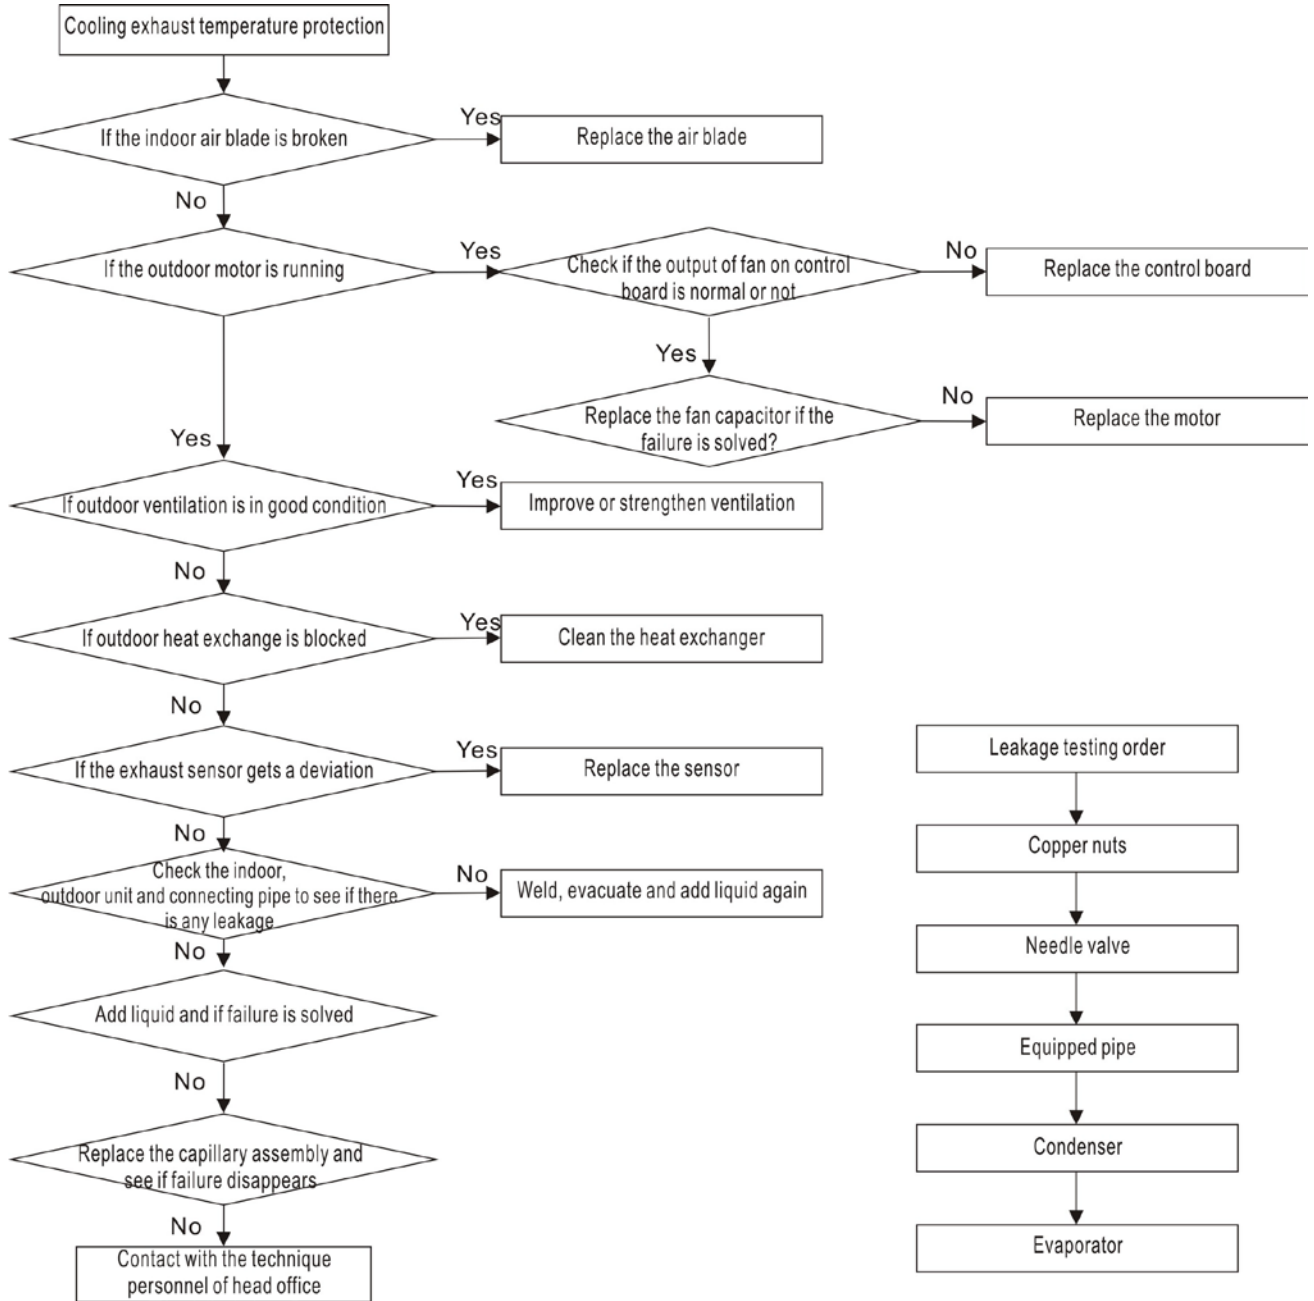 Cooling exhaust temperature protection
If the indoor air blade is broken
Yes
Replace the air blade
No
If the outdoor motor is running
Yes
Check if the output of fan on control
board is normal or not
No
Replace the control board
Yes
Replace the fan capacitor if the
failure is solved?
No
Replace the motor
Yes
If outdoor ventilation is in good condition
Yes
Improve or strengthen ventilation
No
If outdoor heat exchange is blocked
Yes
Clean the heat exchanger
No
If the exhaust sensor gets a deviation
Yes
Replace the sensor
No
Check the indoor,
outdoor unit and connecting pipe to see if there
is any leakage
No
Weld, evacuate and add liquid again
No
Add liquid and if failure is solved
No
Replace the capillary assembly and
see if failure disappears
No
Contact with the technique
personnel of head office
Leakage testing order
Copper nuts
Needle valve
Equipped pipe
Condenser
Evaporator